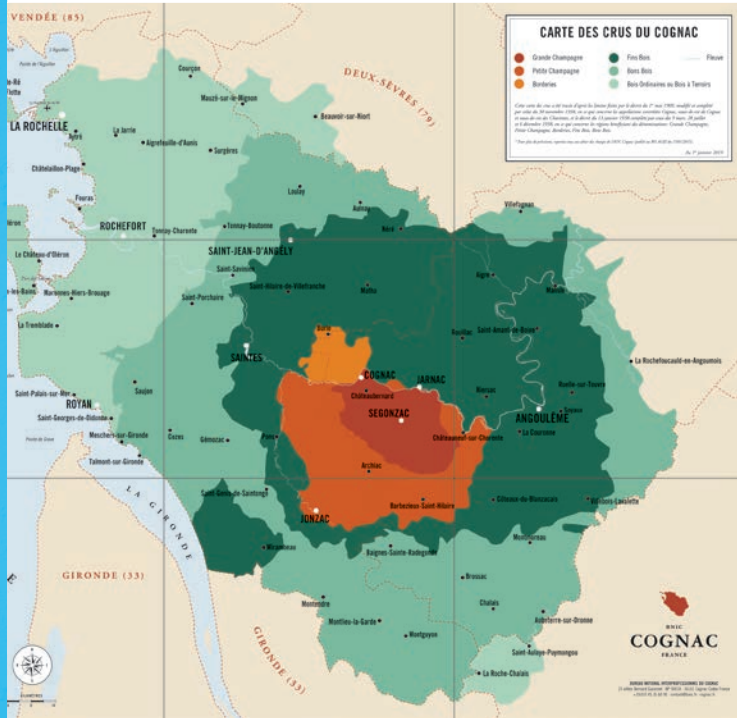 VENDÉE (85)
CARTE DES CRUS DU COGNAC
Grande Champagne
Petite Champagne
Borderies
Fins Bois
Bons Bois
Bois Ordinaires ou Bois à Terroirs
Fleuve
DEUX-SÈVRES (79)
Courçon
Mauzé-sur-le-Mignon
Beauvoir-sur-Niort
LA ROCHELLE
Aytré
La Jarrie
Aigrefeuille-d'Aunis
Surgères
Châtelaillon-Plage
Fouras
Loulay
Aulnay
Villefagnan
ROCHEFORT
Tonnay-Charente
Tonnay-Boutonne
Néré
SAINT-JEAN-D'ANGÉLY
Le Château-d'Oléron
Saint-Savinien
Aigre
Mansle
Marennes-Hiers-Brouage
Saint-Porchaire
Saint-Hilaire-de-Villefranche
Matha
La Tremblade
Burie
Rouillac
Saint-Amant-de-Boixe
SAINTES
La Rochefoucauld-en-Angoumois
COGNAC
JARNAC
Saujon
Châteaubernard
Hiersac
Ruelle-sur-Touvre
Saint-Palais-sur-Mer
ROYAN
SEGONZAC
Soyaux
ANGOULÊME
Saint-Georges-de-Didonne
Cozes
Gémozac
Pons
Châteauneuf-sur-Charente
La Couronne
Meschers-sur-Gironde
Talmont-sur-Gironde
Archiac
LA GIRONDE
Saint-Genis-de-Saintonge
Barbezieux-Saint-Hilaire
Villebois-Lavalette
JONZAC
Mirambeau
Baignes-Sainte-Radegonde
Montmoreau
GIRONDE (33)
Brossac
Montendre
Chalais
Montlieu-la-Garde
Aubeterre-sur-Dronne
Montguyon
GIRONDE (33)
Saint-Aulaye-Puymangou
La Roche-Chalais
BNIC
COGNAC
FRANCE
BUREAU NATIONAL INTERPROFESSIONNEL DU COGNAC